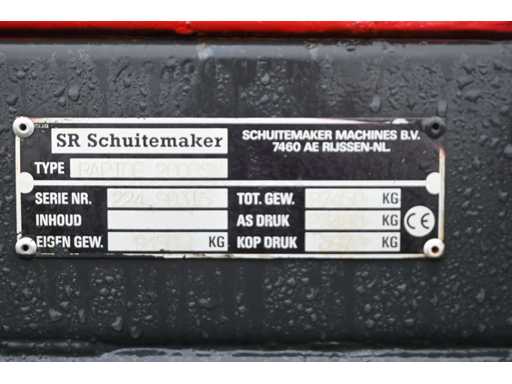 SR Schuitemaker
SCHUITEMAKER MACHINES B.V.
7460 AE RIJSSEN-NL.
TYPE
SERIE NR.
TOT. GEW. KG
INHOUD
AS DRUK KG
CE
EIGEN GEW. KG
KOP DRUK KG